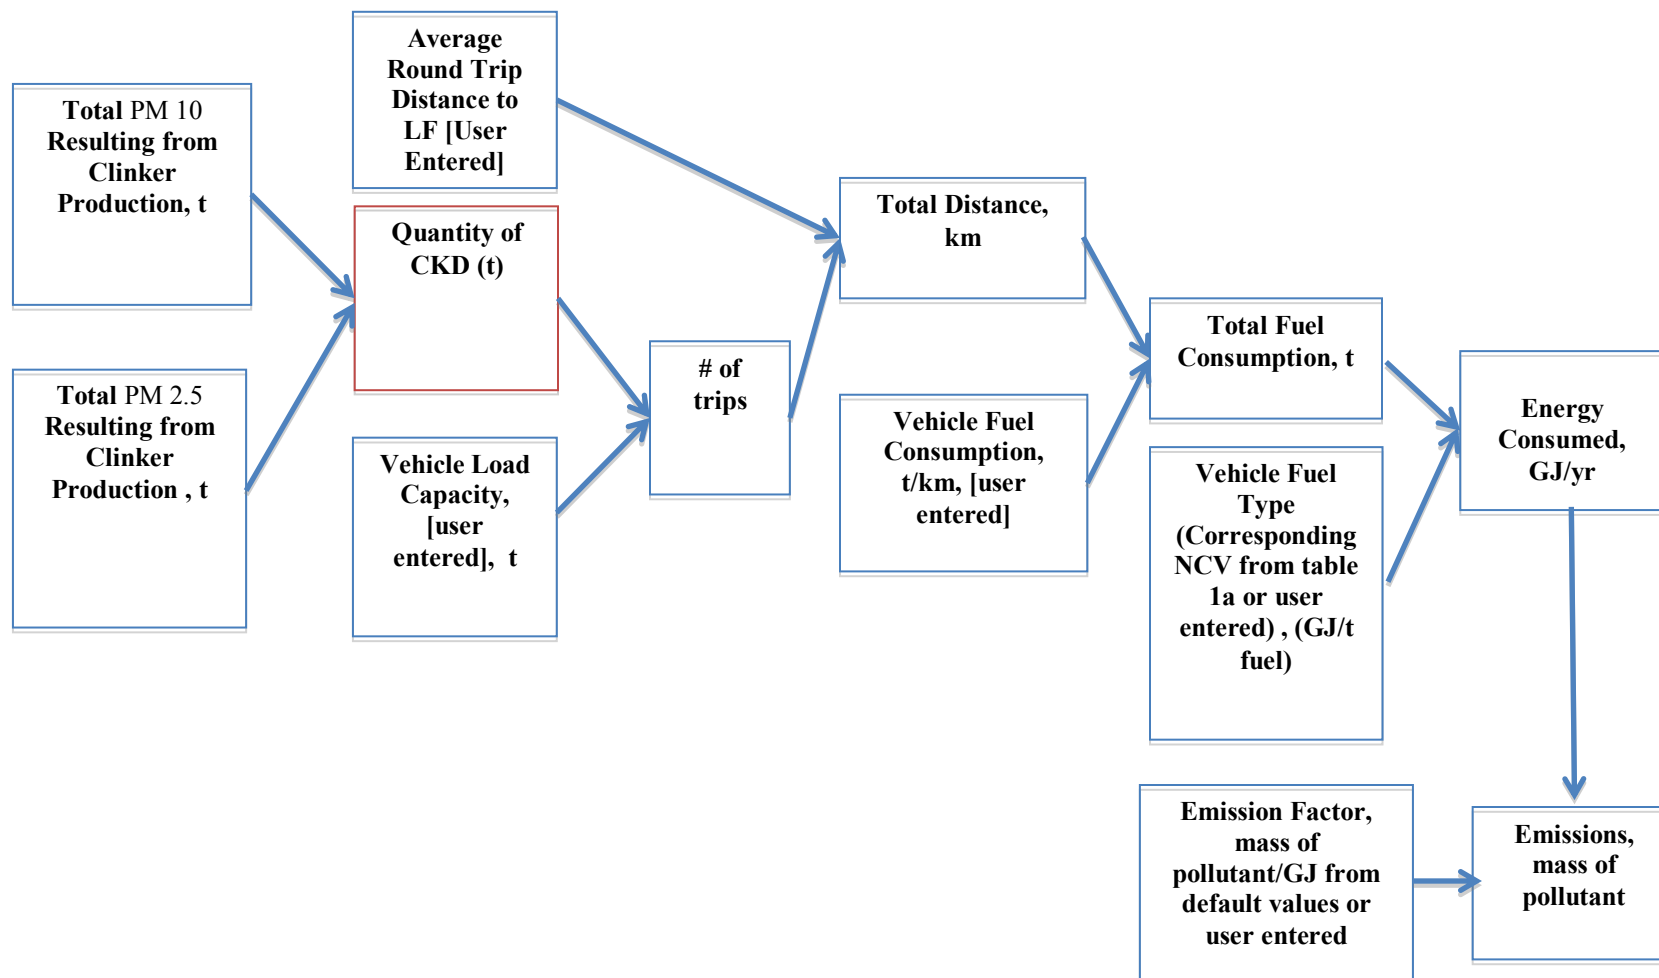 Total PM 10
Resulting from
Clinker
Production, t
Total PM 2.5
Resulting from
Clinker
Production , t
Average
Round Trip
Distance to
LF [User
Entered]
Quantity of
CKD (t)
Vehicle Load
Capacity,
[user
entered], t
# of
trips
Total Distance,
km
Vehicle Fuel
Consumption,
t/km, [user
entered]
Total Fuel
Consumption, t
Vehicle Fuel
Type
(Corresponding
NCV from table
1a or user
entered) , (GJ/t
fuel)
Energy
Consumed,
GJ/yr
Emission Factor,
mass of
pollutant/GJ from
default values or
user entered
Emissions,
mass of
pollutant